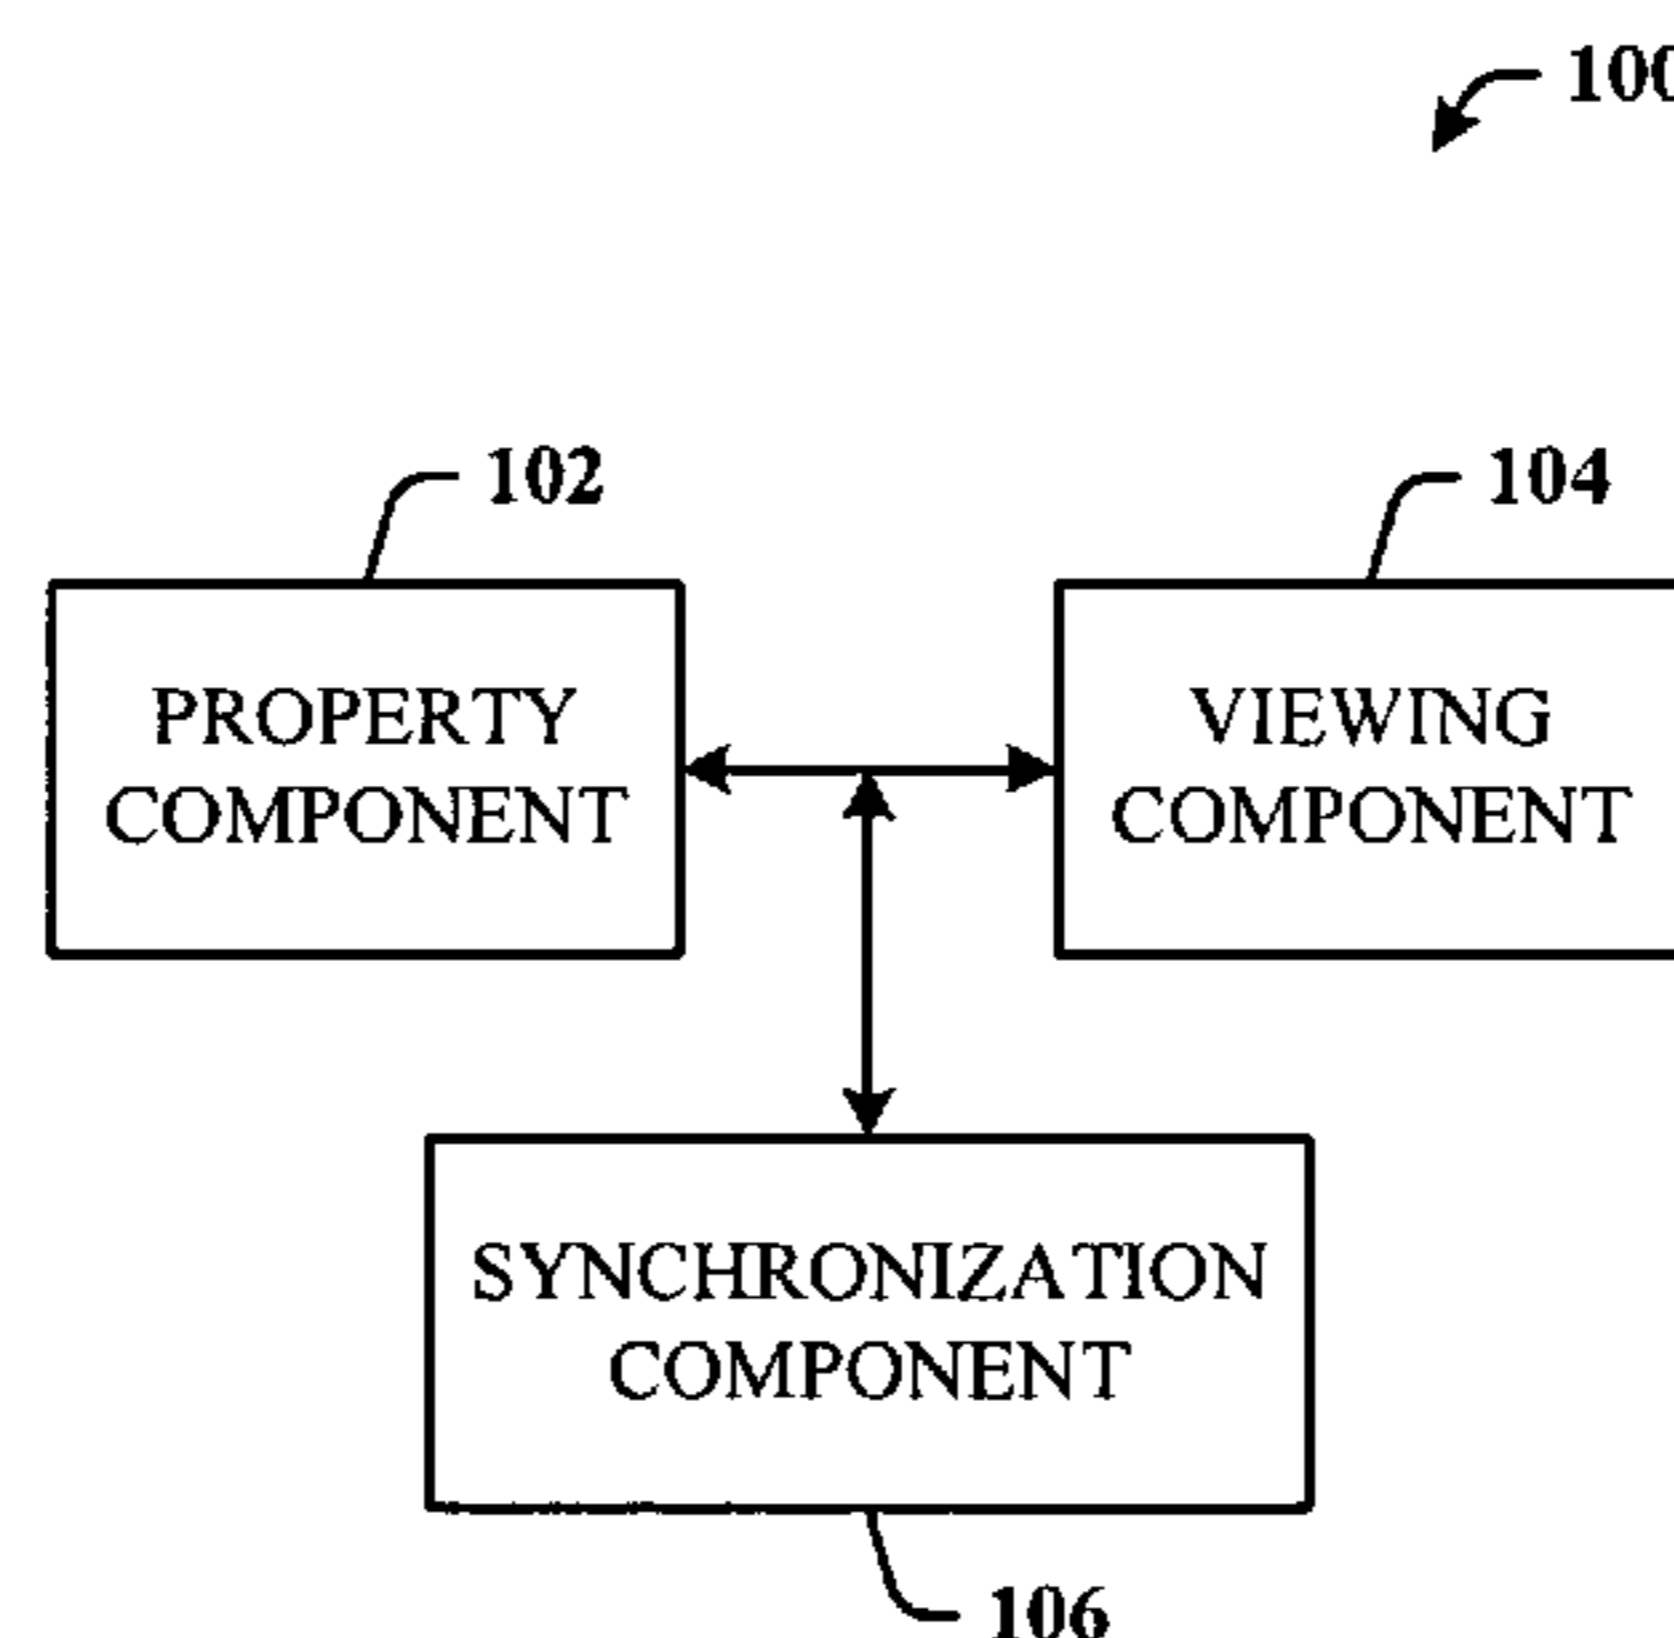 100
102
104
PROPERTY
COMPONENT
VIEWING
COMPONENT
SYNCHRONIZATION
COMPONENT
106